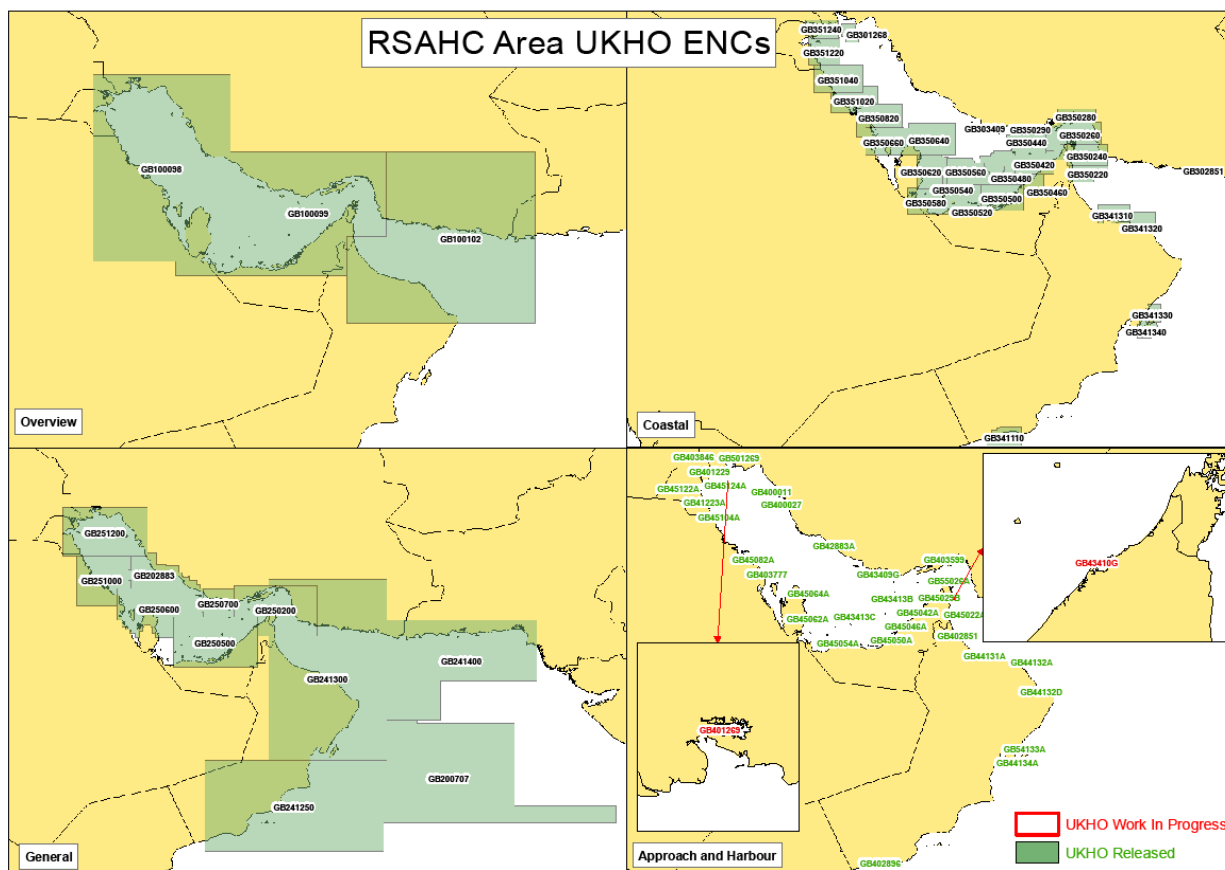 RSAHC Area UKHO ENCs
GB100098
GB100099
GB100102
Overview
GB351240
GB301268
GB351220
GB351040
GB351020
GB350820
GB350660
GB350640
GB303409
GB350290
GB350280
GB350260
GB350440
GB350240
GB350420
GB350220
GB302851
GB350620
GB350560
GB350480
GB350460
GB350540
GB350500
GB350580
GB350520
GB341310
GB341320
GB341330
GB341340
GB341110
Coastal
GB251200
GB251000
GB202883
GB250600
GB250700
GB250200
GB250500
GB241300
GB241400
GB200707
GB241250
General
GB403846
GB501269
GB401229
GB45122A
GB45124A
GB400011
GB41223A
GB400027
GB45104A
GB42883A
GB45082A
GB403777
GB43409G
GB403599
GB55026A
GB45064A
GB43413B
GB45025B
GB45062A
GB43413C
GB45042A
GB45022A
GB45046A
GB45054A
GB45050A
GB402851
GB44131A
GB44132A
GB44132D
GB54133A
GB44134A
GB402896
GB43410G
GB401269
Approach and Harbour
UKHO Work In Progress
UKHO Released